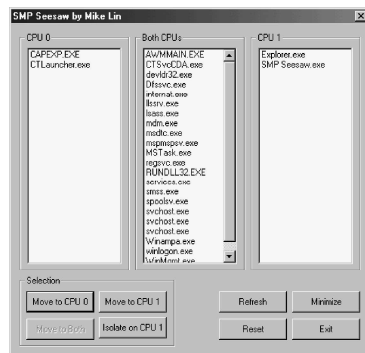 SMP Seesaw by Mike Lin
CPU 0
CAPEXP.EXE
CTLauncher.exe
Both CPUs
AWMMAIN.EXE
CTSvcCDA.exe
devldr32.exe
Dfssvc.exe
internat.exe
llssrv.exe
lsass.exe
mdm.exe
msdtc.exe
mspmspsv.exe
MSTask.exe
regsvc.exe
RUNDLL32.EXE
services.exe
smss.exe
spoolsv.exe
svchost.exe
svchost.exe
svchost.exe
Winampa.exe
winlogon.exe
WinMgmt.exe
CPU 1
Explorer.exe
SMP Seesaw.exe
Selection
Move to CPU 0
Move to CPU 1
Move to Both
Isolate on CPU 1
Refresh
Minimize
Reset
Exit